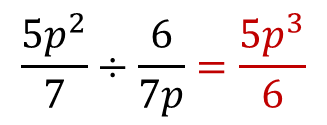 5p²/7 ÷ 6/7p = 5p³/6